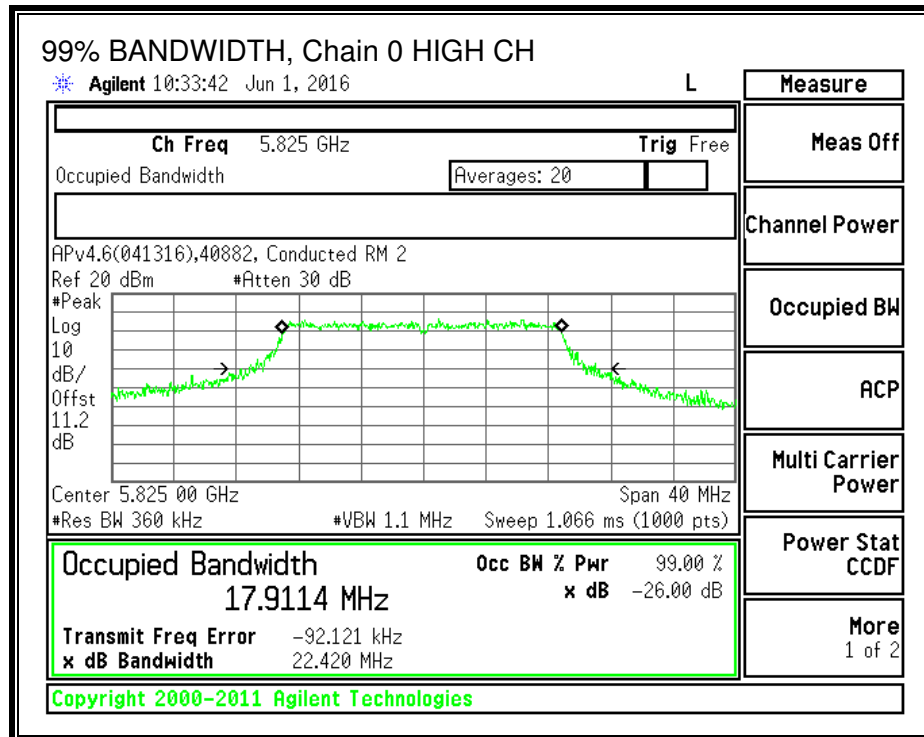 99% BANDWIDTH, Chain 0 HIGH CH
Agilent 10:33:42 Jun 1, 2016 L
Measure
Ch Freq 5.825 GHz Trig Free
Occupied Bandwidth Averages: 20
APv4.6(041316),40882, Conducted RM 2
Ref 20 dBm #Atten 30 dB
#Peak
Log
10
dB/
Offst
11.2
dB
Center 5.825 00 GHz Span 40 MHz
#Res BW 360 kHz #VBW 1.1 MHz Sweep 1.066 ms (1000 pts)
Occupied Bandwidth Occ BW % Pwr 99.00 %
17.9114 MHz x dB -26.00 dB
Transmit Freq Error -92.121 kHz
x dB Bandwidth 22.420 MHz
Meas Off
Channel Power
Occupied BW
ACP
Multi Carrier
Power
Power Stat
CCDF
More
1 of 2
Copyright 2000-2011 Agilent Technologies